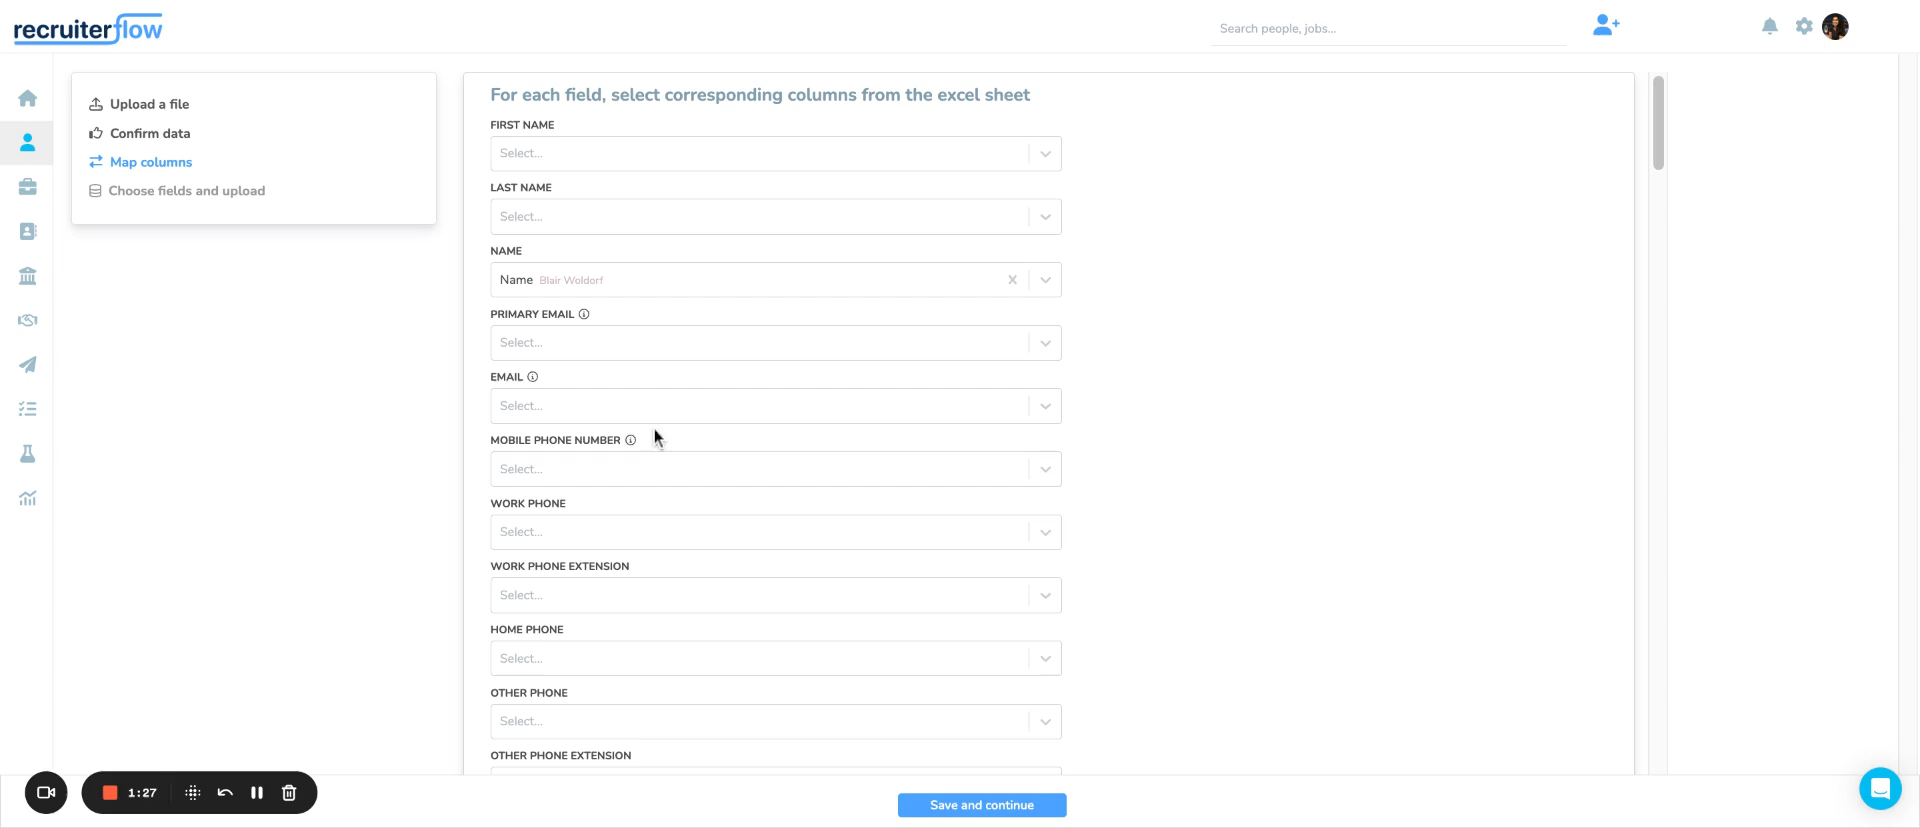 recruiterflow
Search people, jobs...
Upload a file
Confirm data
Map columns
Choose fields and upload
For each field, select corresponding columns from the excel sheet
FIRST NAME
Select...
LAST NAME
Select...
NAME
Name Blair Woldorf
PRIMARY EMAIL
Select...
EMAIL
Select...
MOBILE PHONE NUMBER
Select...
WORK PHONE
Select...
WORK PHONE EXTENSION
Select...
HOME PHONE
Select...
OTHER PHONE
Select...
OTHER PHONE EXTENSION
1:27
Save and continue